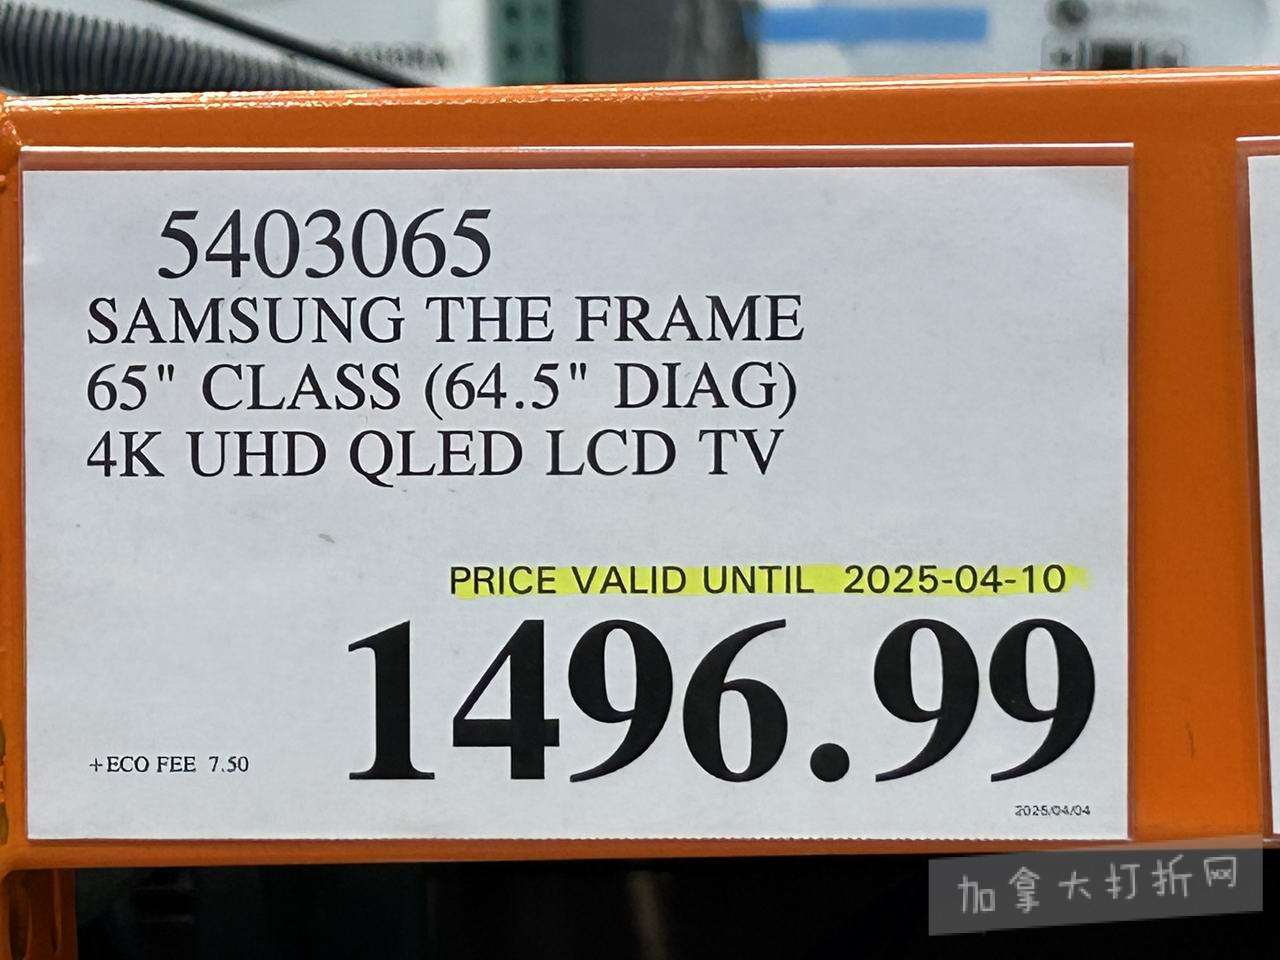 5403065
SAMSUNG THE FRAME
65" CLASS (64.5" DIAG)
4K UHD QLED LCD TV
PRICE VALID UNTIL 2025-04-10
1496.99
+ECO FEE 7.50
2025/04/04
加拿大打折网